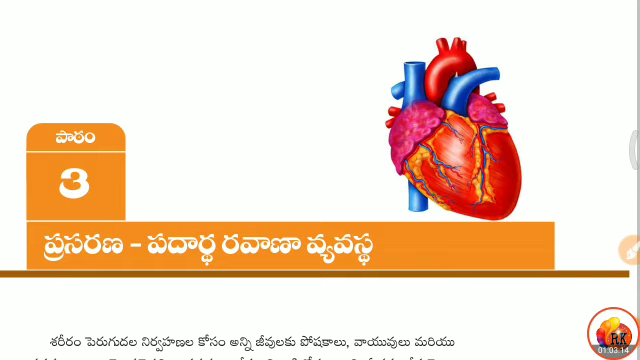 పాఠం
3
ప్రసరణ – పదార్థ రవాణా వ్యవస్థ
శరీరం పెరుగుదల నిర్వహణల కోసం అన్ని జీవులకు పోషకాలు, వాయువులు మరియు
RK
01:03.14